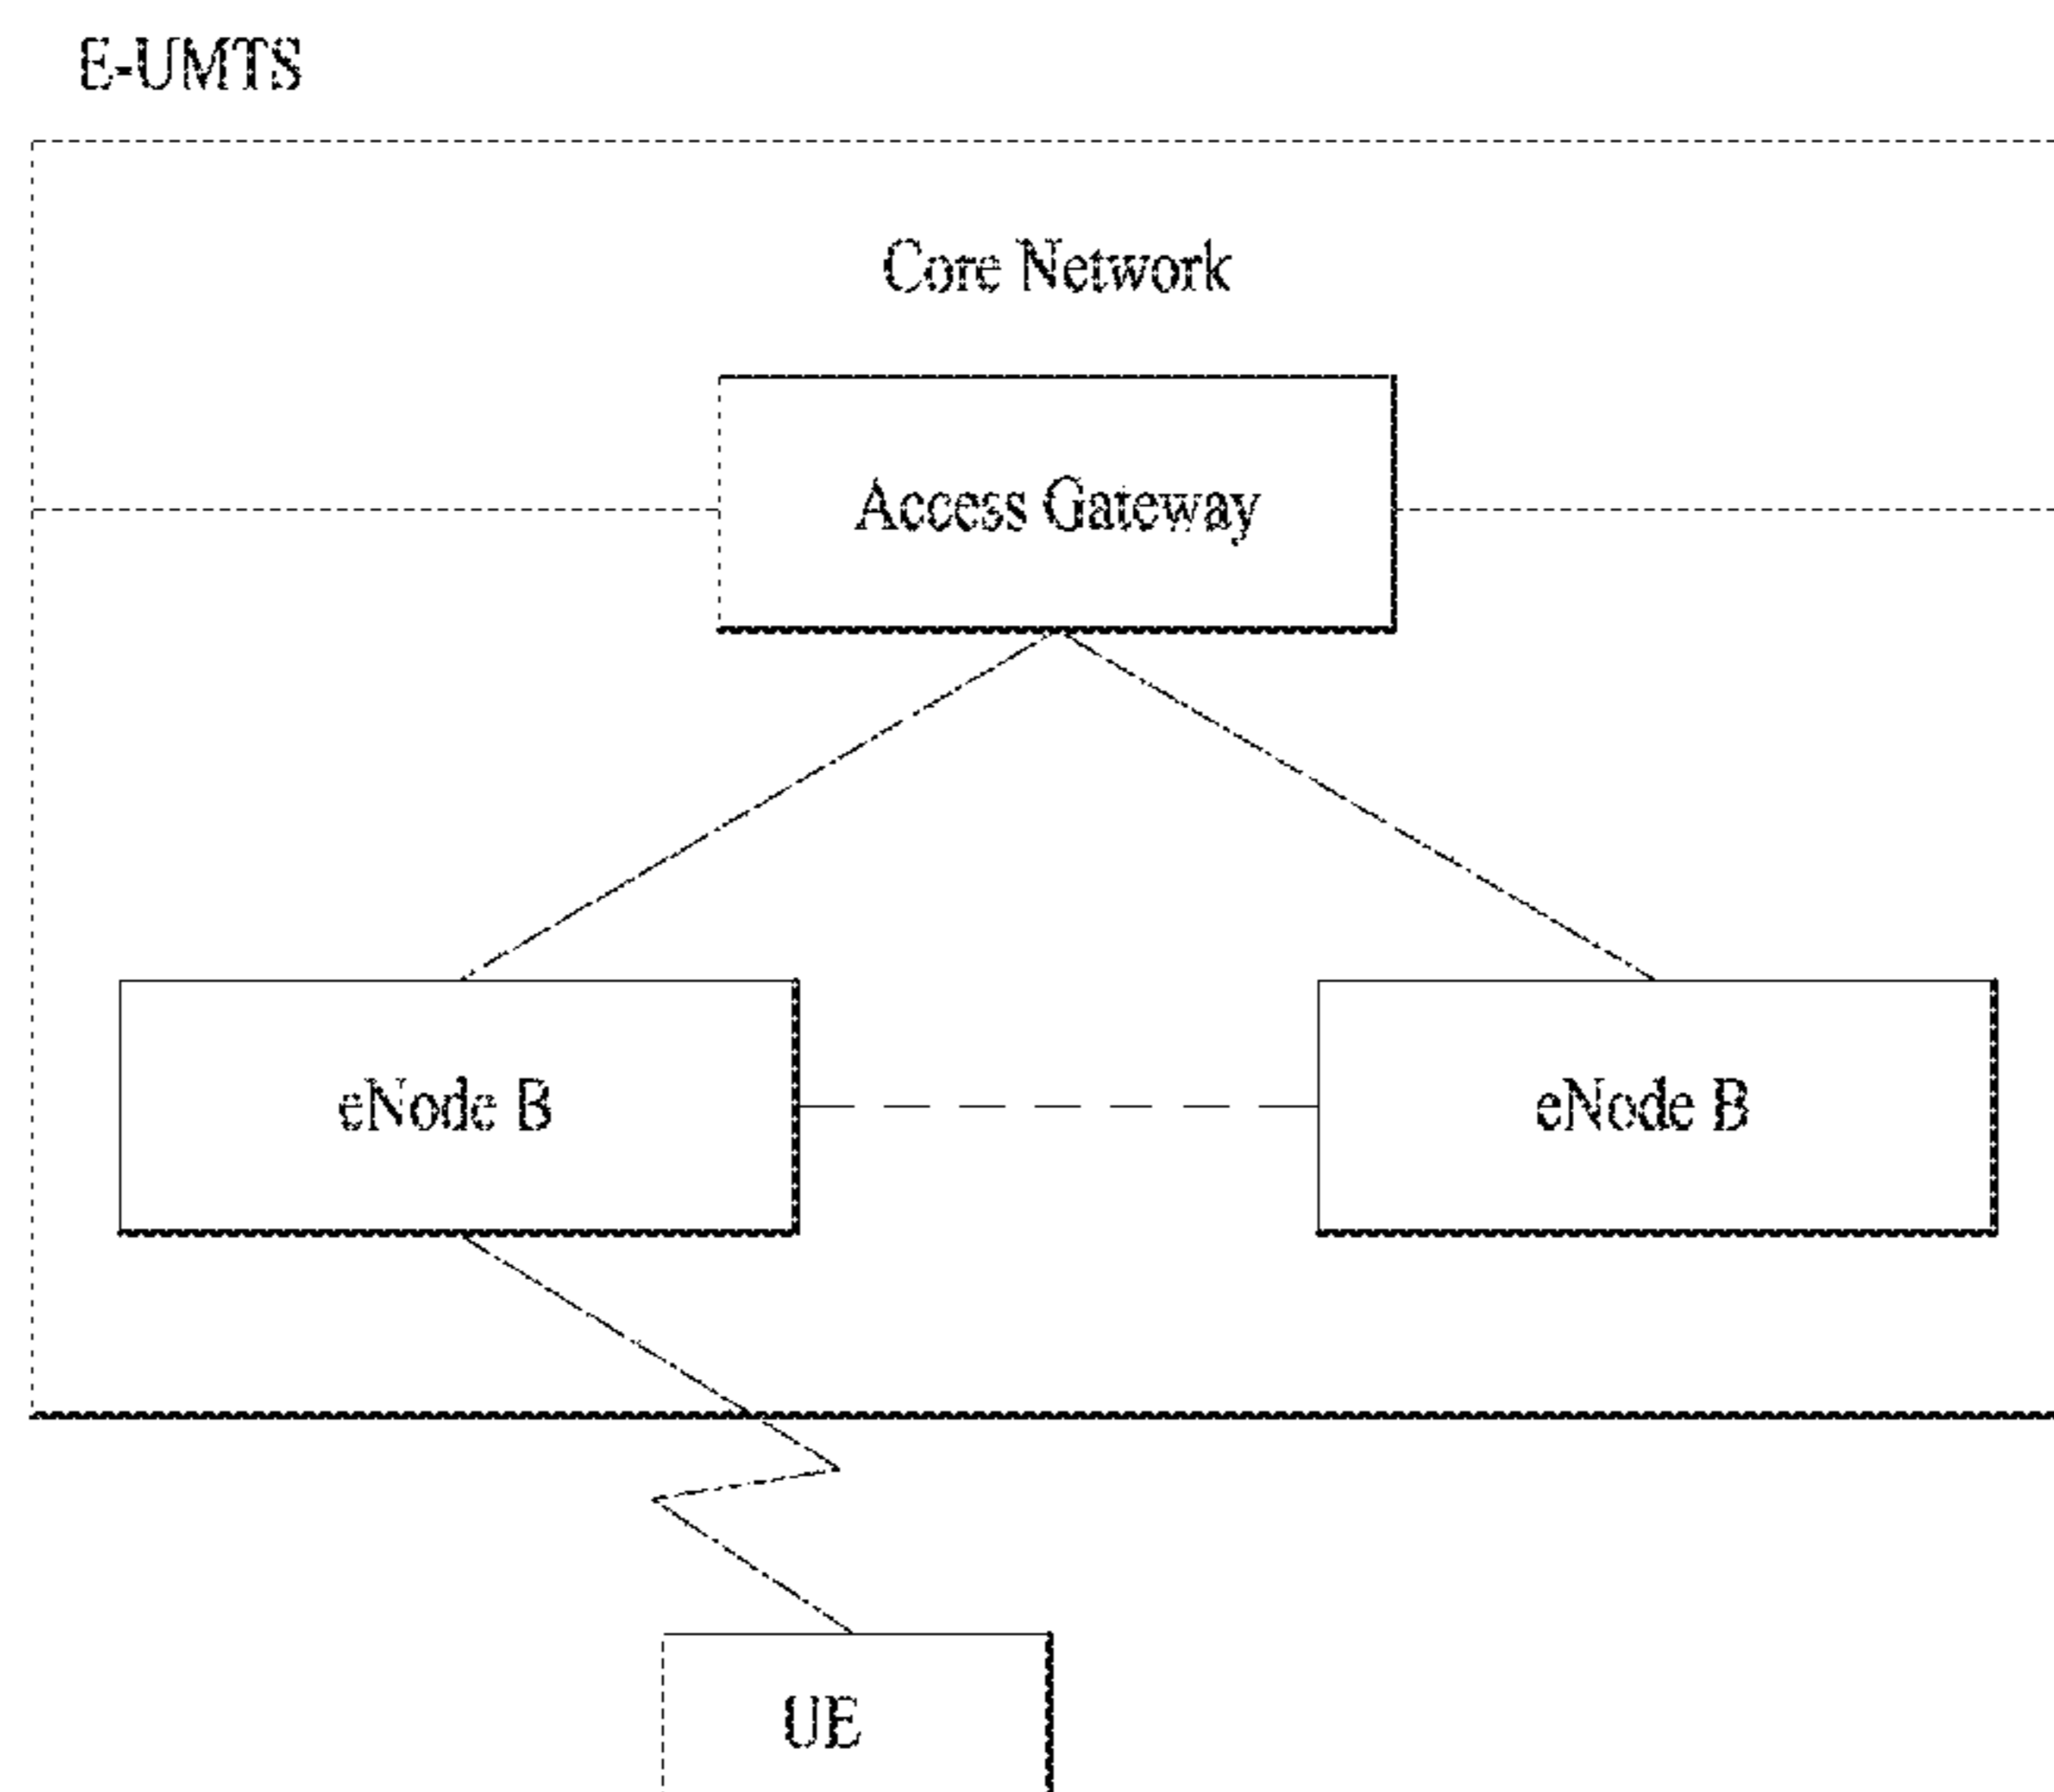 E-UMTS
Core Network
Access Gateway
eNode B
eNode B
UE